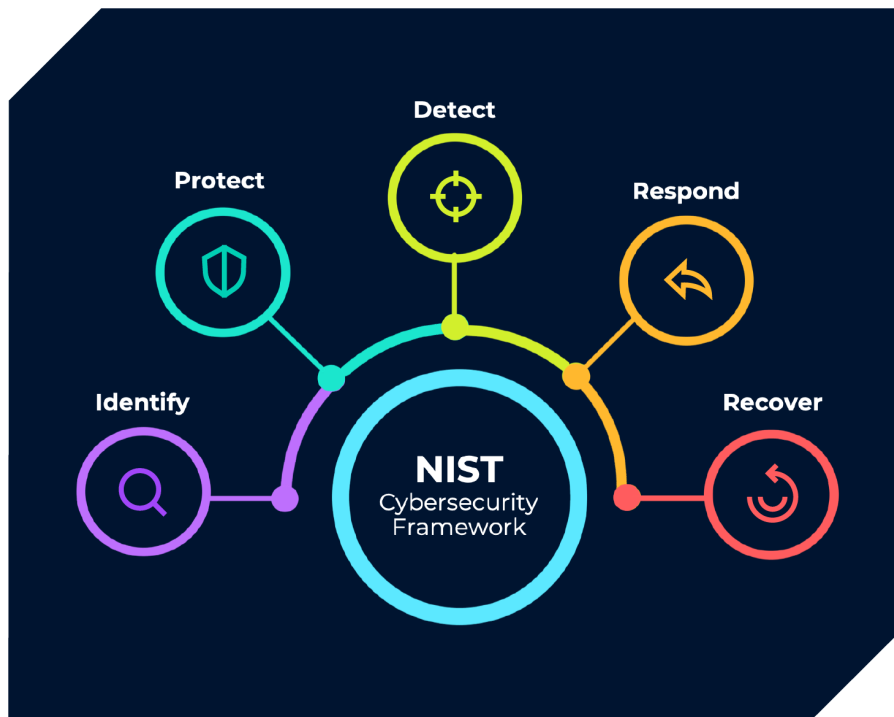 Detect
Protect
Respond
Identify
Recover
NIST
Cybersecurity
Framework